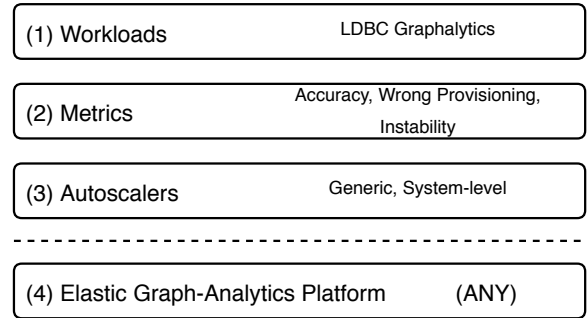 (1) Workloads LDBC Graphalytics
(2) Metrics Accuracy, Wrong Provisioning,
Instability
(3) Autoscalers Generic, System-level
(4) Elastic Graph-Analytics Platform (ANY)